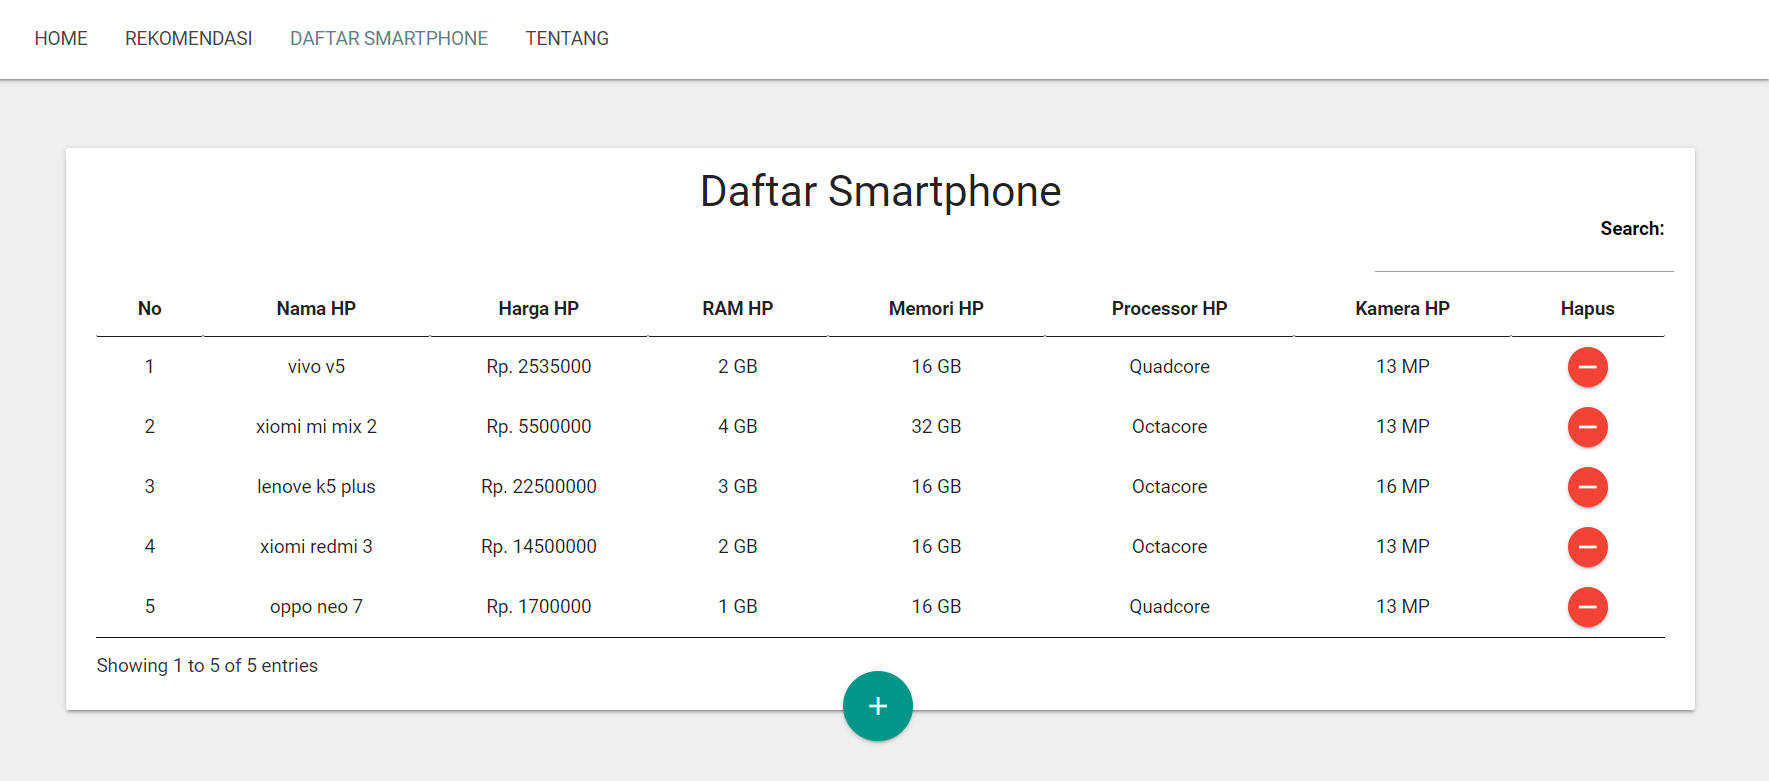 HOME REKOMENDASI DAFTAR SMARTPHONE TENTANG
Daftar Smartphone
Search:
No Nama HP Harga HP RAM HP Memori HP Processor HP Kamera HP Hapus
1 vivo v5 Rp. 2535000 2 GB 16 GB Quadcore 13 MP
2 xiomi mi mix 2 Rp. 5500000 4 GB 32 GB Octacore 13 MP
3 lenove k5 plus Rp. 22500000 3 GB 16 GB Octacore 16 MP
4 xiomi redmi 3 Rp. 14500000 2 GB 16 GB Octacore 13 MP
5 oppo neo 7 Rp. 1700000 1 GB 16 GB Quadcore 13 MP
Showing 1 to 5 of 5 entries